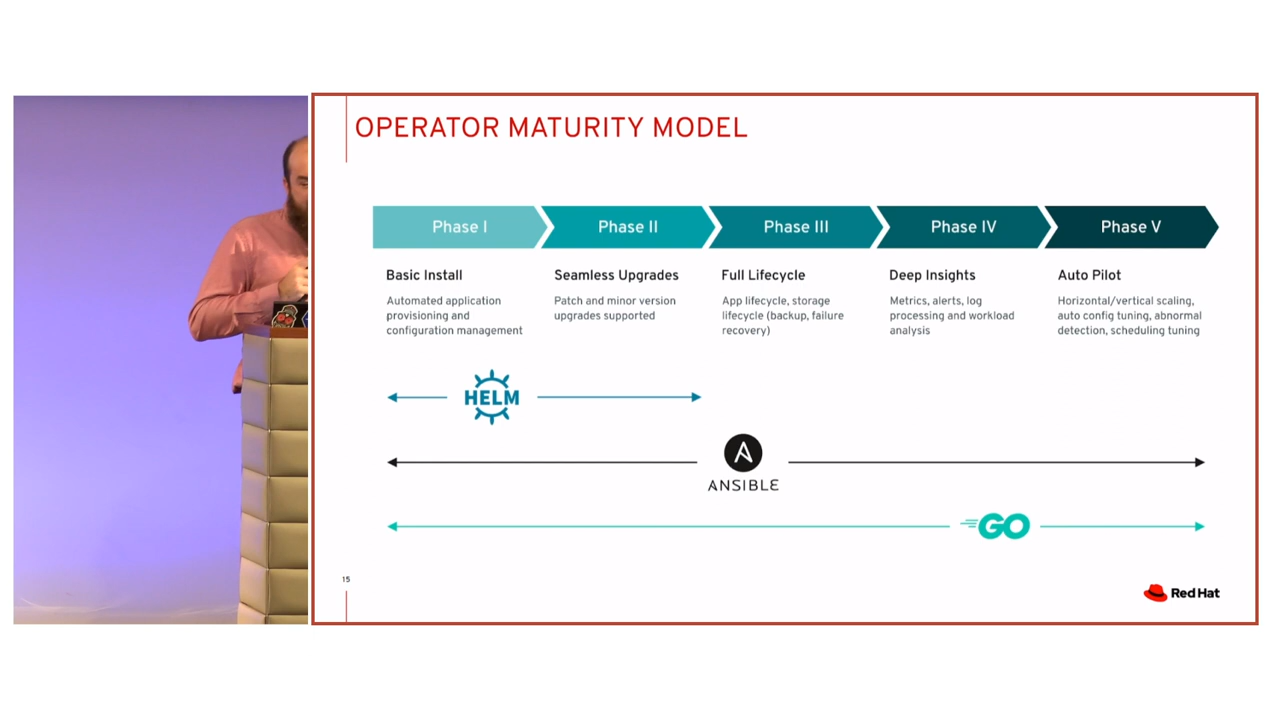 OPERATOR MATURITY MODEL
Phase I
Phase II
Phase III
Phase IV
Phase V
Basic Install
Automated application
provisioning and
configuration management
Seamless Upgrades
Patch and minor version
upgrades supported
Full Lifecycle
App lifecycle, storage
lifecycle (backup, failure
recovery)
Deep Insights
Metrics, alerts, log
processing and workload
analysis
Auto Pilot
Horizontal/vertical scaling,
auto config tuning, abnormal
detection, scheduling tuning
HELM
ANSIBLE
GO
15
Red Hat